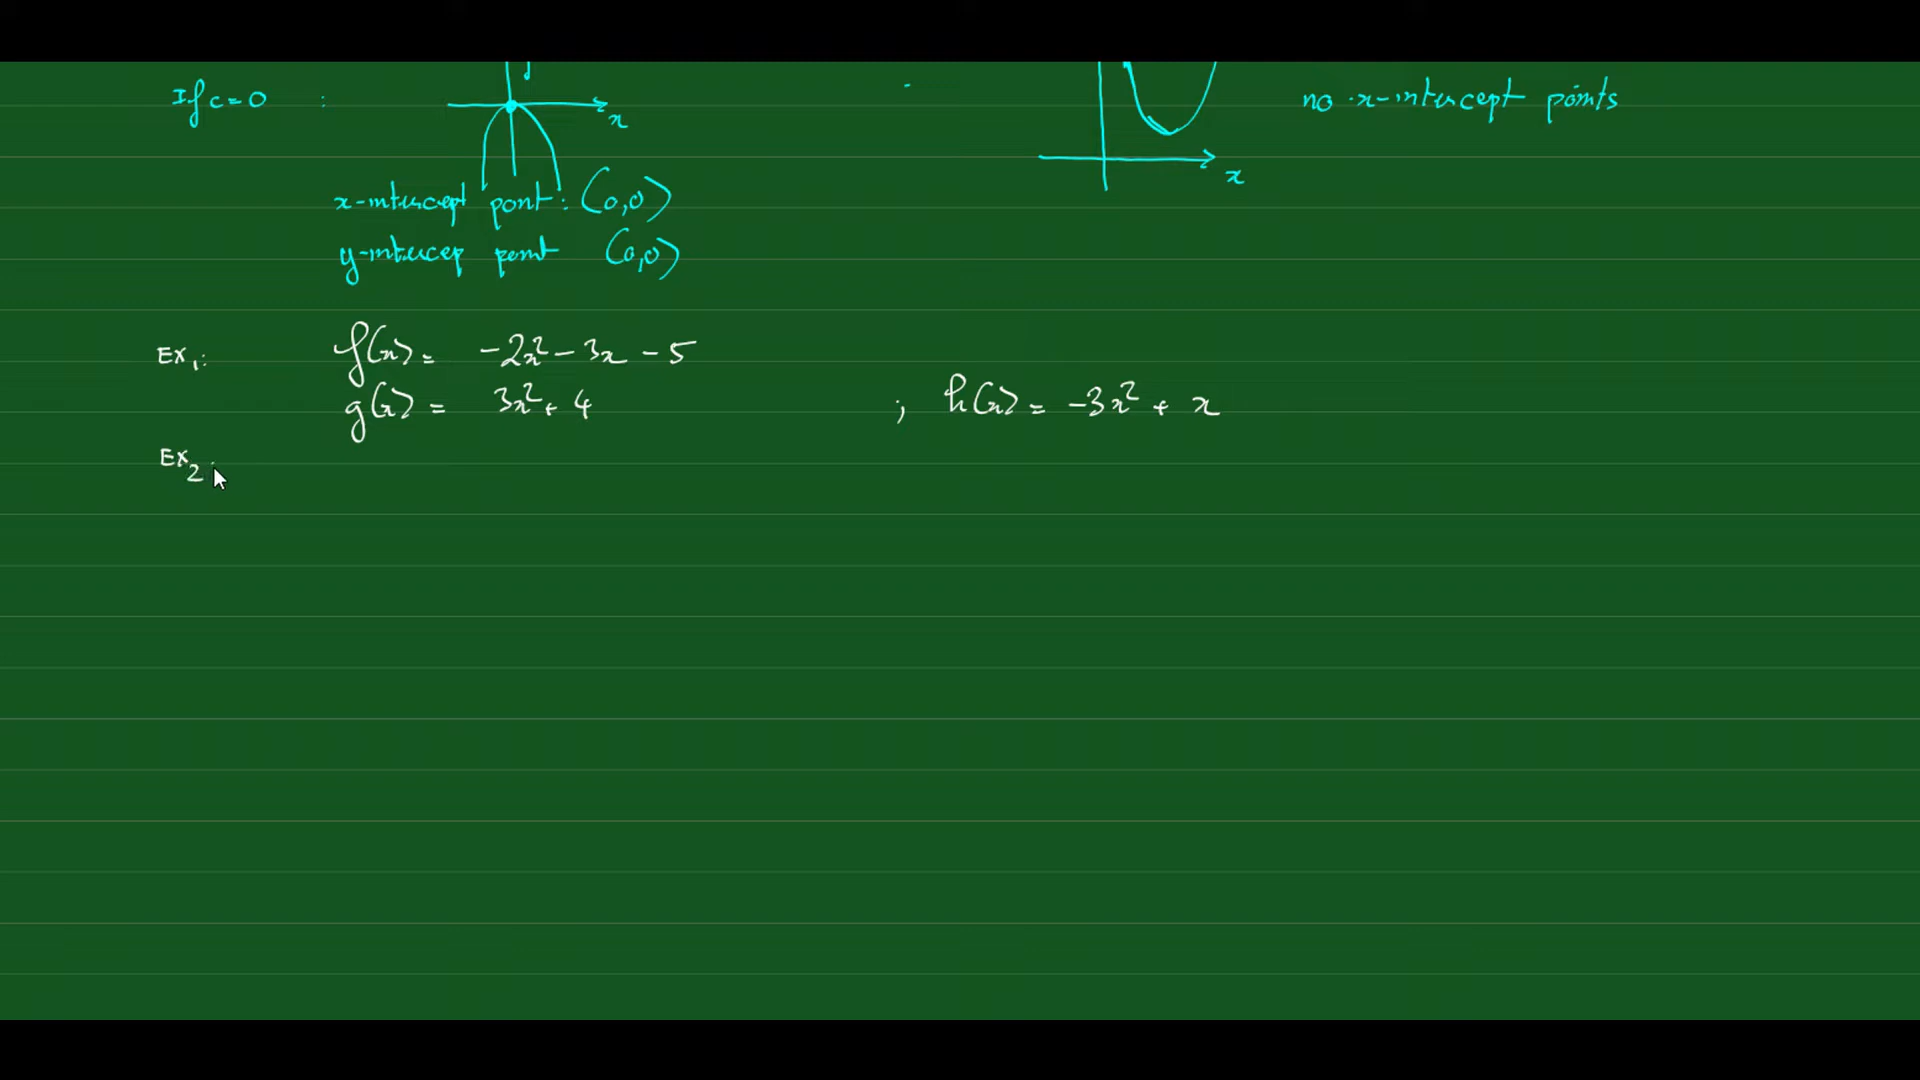 If c = 0 :
x
no x-intercept points
x
x-intercept point : (0,0)
y-intercep point (0,0)
EX1: f(x) = -2x² - 3x - 5
g(x) = 3x² + 4 ; h(x) = -3x² + x
EX2: